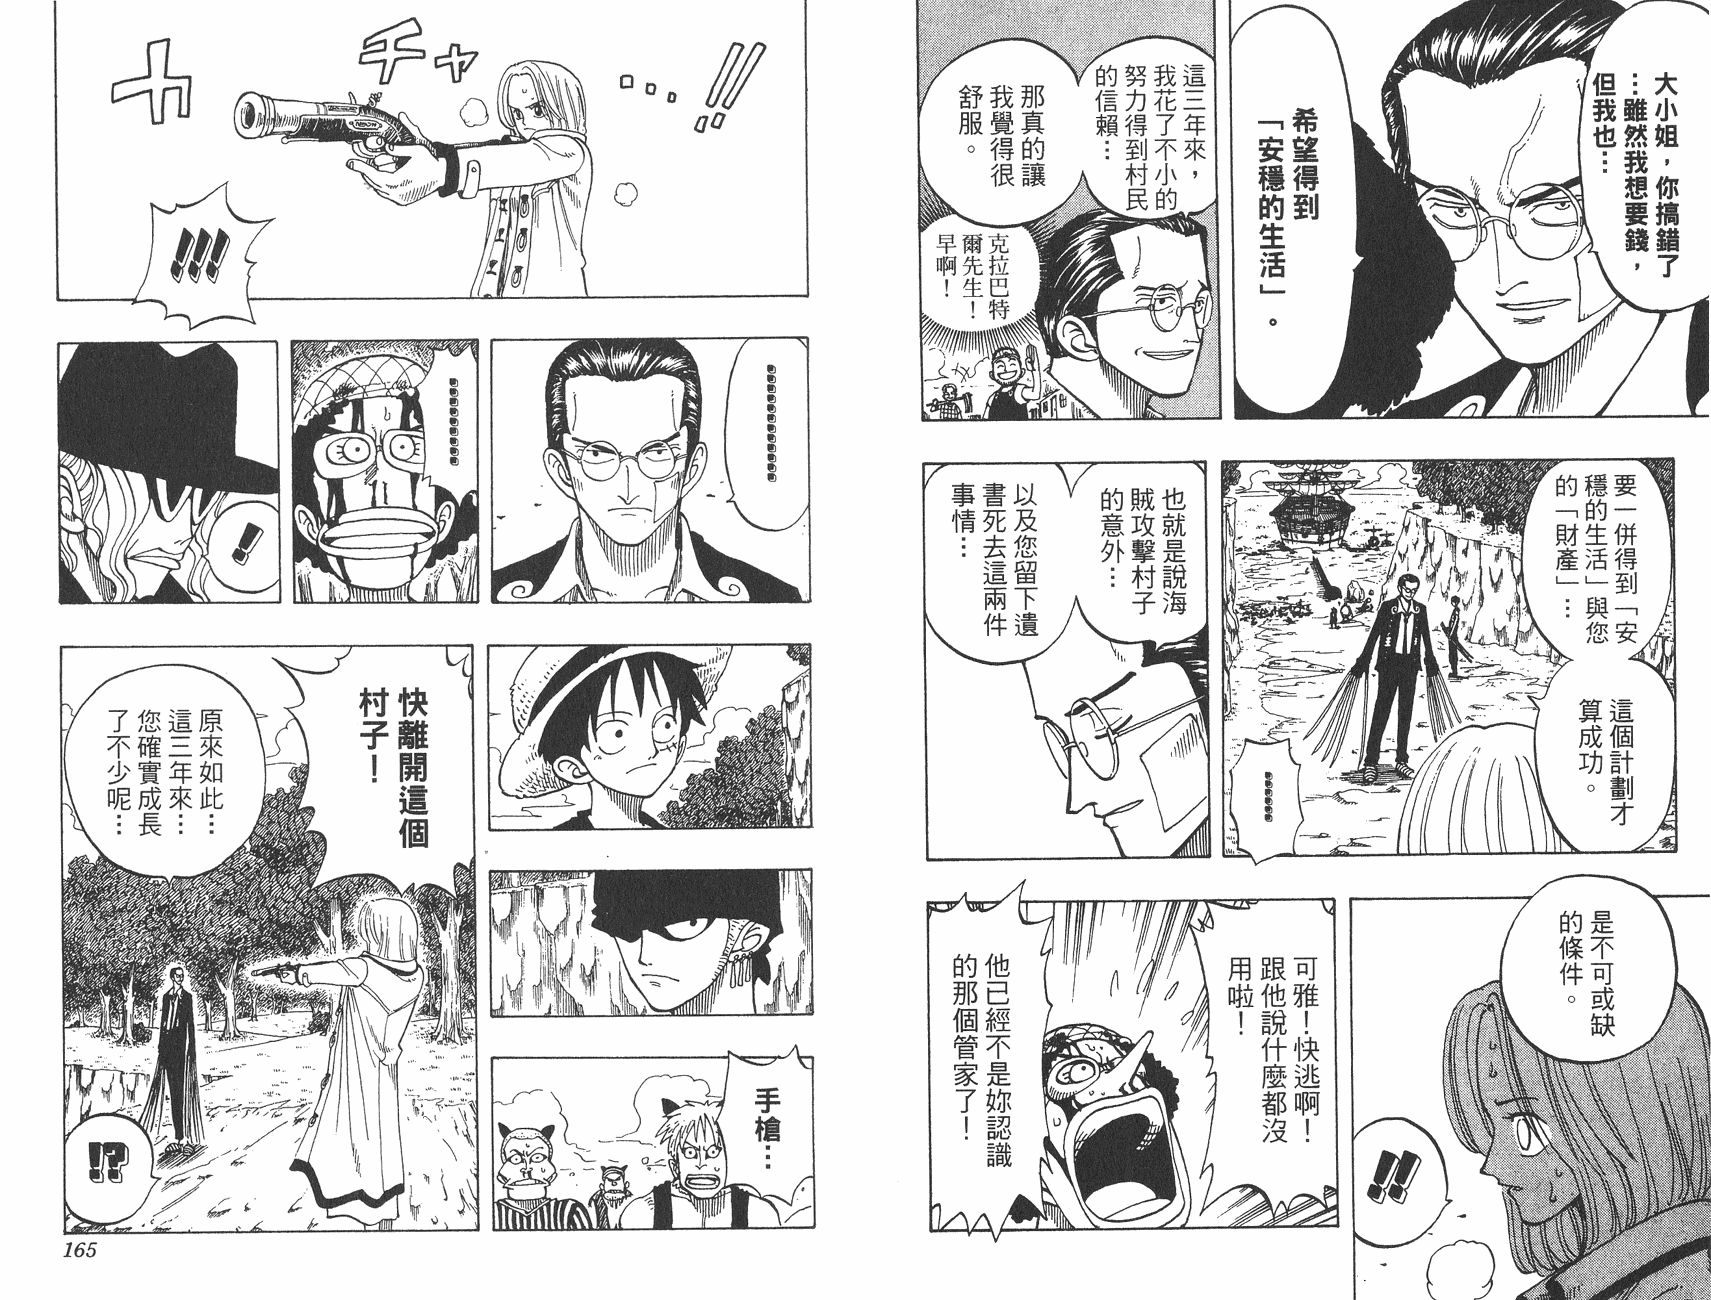 大小姐，你搞錯了
…雖然我想要錢，
但我也…
希望得到
「安穩的生活」。
這三年來，
我花了不小的
努力得到村民
的信賴…
那真的讓
我覺得很
舒服。
克拉巴特
爾先生！
早啊！
要一併得到「安
穩的生活」與您
的「財產」…
這個計劃才
算成功。
…………
也就是說海
賊攻擊村子
的意外…
以及您留下遺
書死去這兩件
事情…
是不可或缺
的條件。
!!
可雅！快逃啊！
跟他說什麼都沒
用啦！
他已經不是妳認識
的那個管家了！
…!!
チャキ
!!!
…………
…………
!
手槍…
快離開這個
村子！
原來如此…
這三年來…
您確實成長
了不少呢…
!?
165